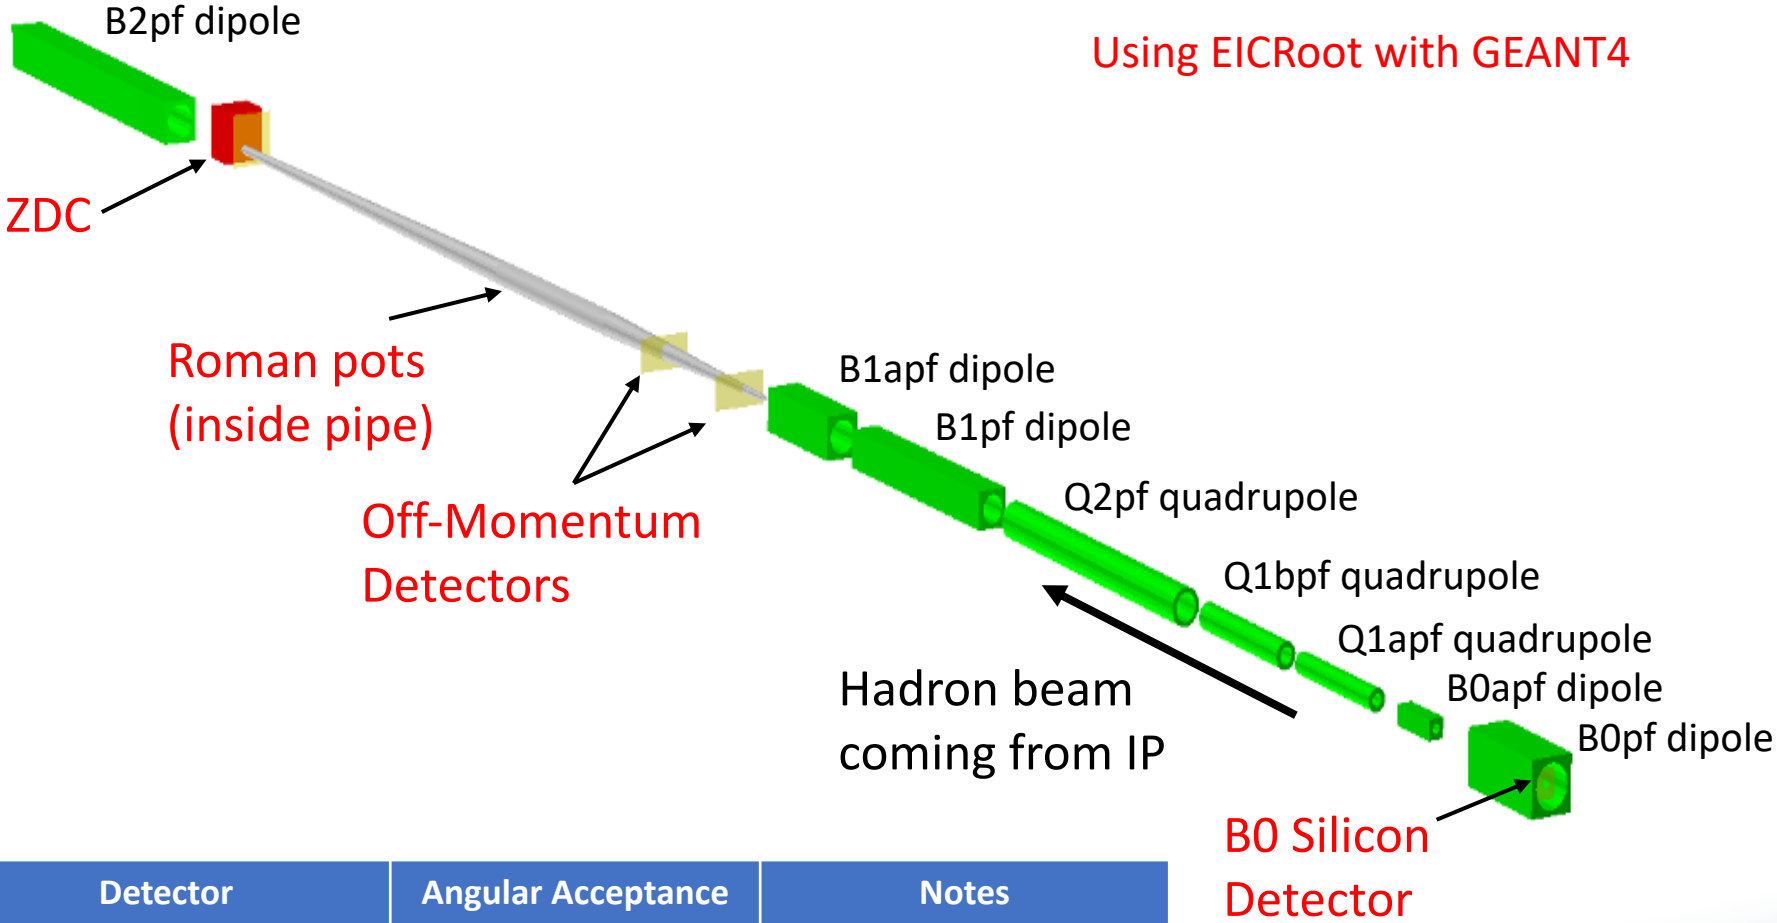 B2pf dipole
Using EICRoot with GEANT4
ZDC
Roman pots
(inside pipe)
B1apf dipole
B1pf dipole
Off-Momentum
Detectors
Q2pf quadrupole
Q1bpf quadrupole
Q1apf quadrupole
B0apf dipole
B0pf dipole
Hadron beam
coming from IP
B0 Silicon
Detector
Detector Angular Acceptance Notes